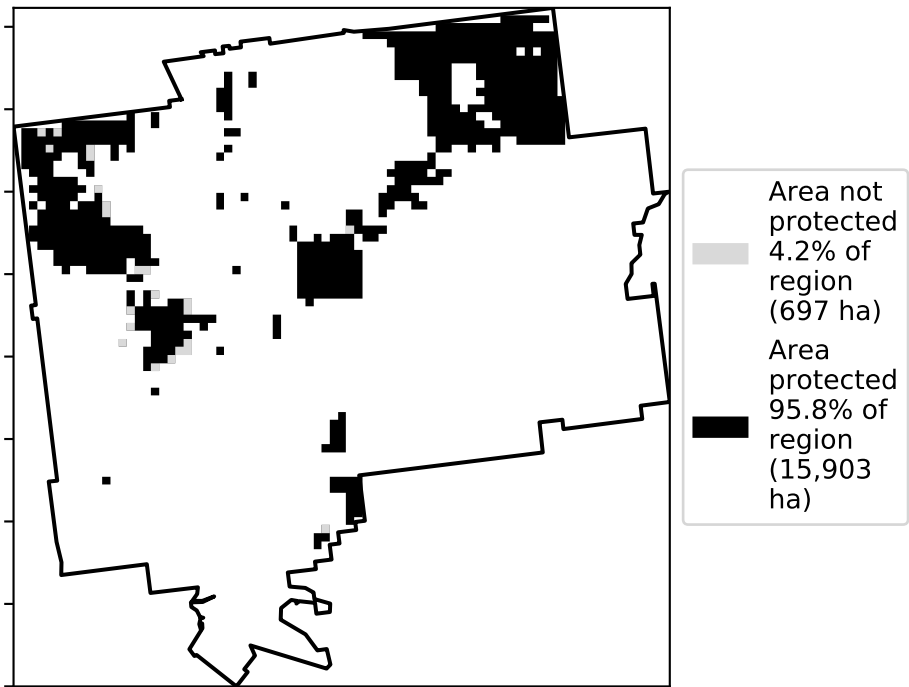 Area not
protected
4.2% of
region
(697 ha)
Area
protected
95.8% of
region
(15,903
ha)